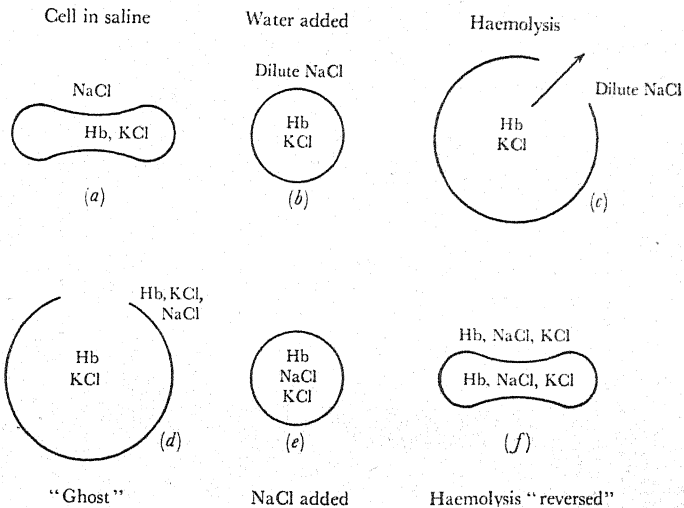 Cell in saline
Water added
Haemolysis
NaCl
Hb, KCl
(a)
Dilute NaCl
Hb
KCl
(b)
Dilute NaCl
Hb
KCl
(c)
Hb, KCl,
NaCl
Hb
KCl
(d)
Hb
NaCl
KCl
(e)
Hb, NaCl, KCl
Hb, NaCl, KCl
(f)
"Ghost"
NaCl added
Haemolysis "reversed"